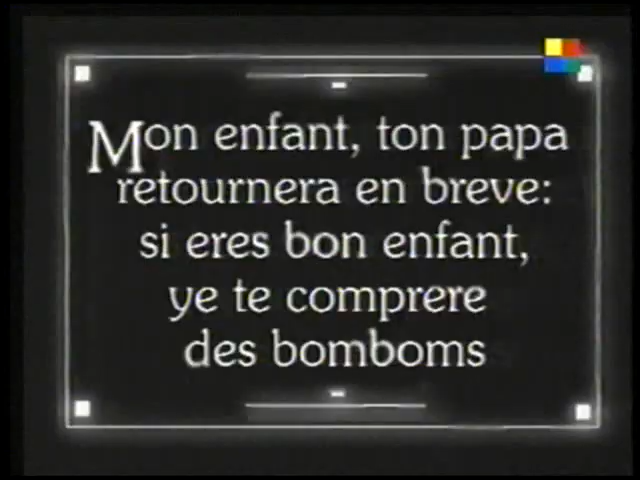 Mon enfant, ton papa
retournera en breve:
si eres bon enfant,
ye te comprere
des bomboms